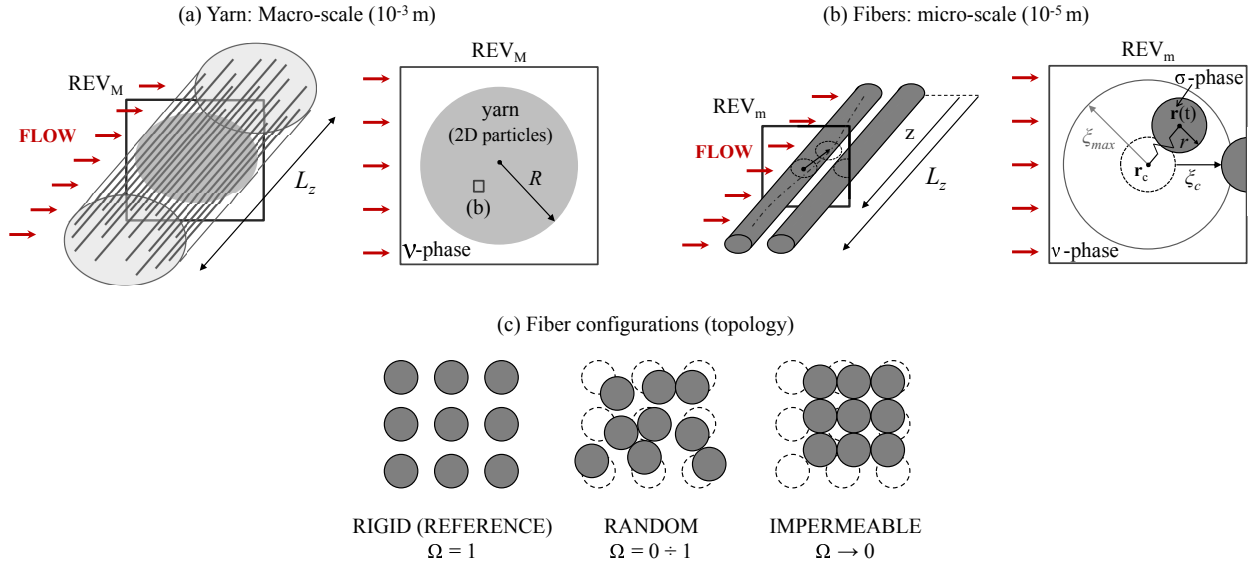 (a) Yarn: Macro-scale (10⁻³ m)
REV_M
FLOW
L_z
REV_M
yarn
(2D particles)
R
(b)
ν-phase
(b) Fibers: micro-scale (10⁻⁵ m)
REV_m
FLOW
z
L_z
REV_m
σ-phase
r(t)
r
ξ_max
r_c
ξ_c
ν-phase
(c) Fiber configurations (topology)
RIGID (REFERENCE)
Ω = 1
RANDOM
Ω = 0 ÷ 1
IMPERMEABLE
Ω → 0